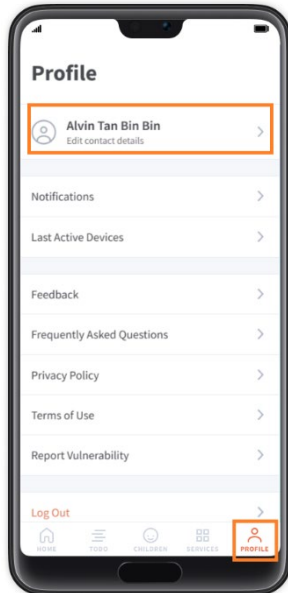 Profile
Alvin Tan Bin Bin
Edit contact details
Notifications
Last Active Devices
Feedback
Frequently Asked Questions
Privacy Policy
Terms of Use
Report Vulnerability
Log Out
HOME TODO CHILDREN SERVICES PROFILE